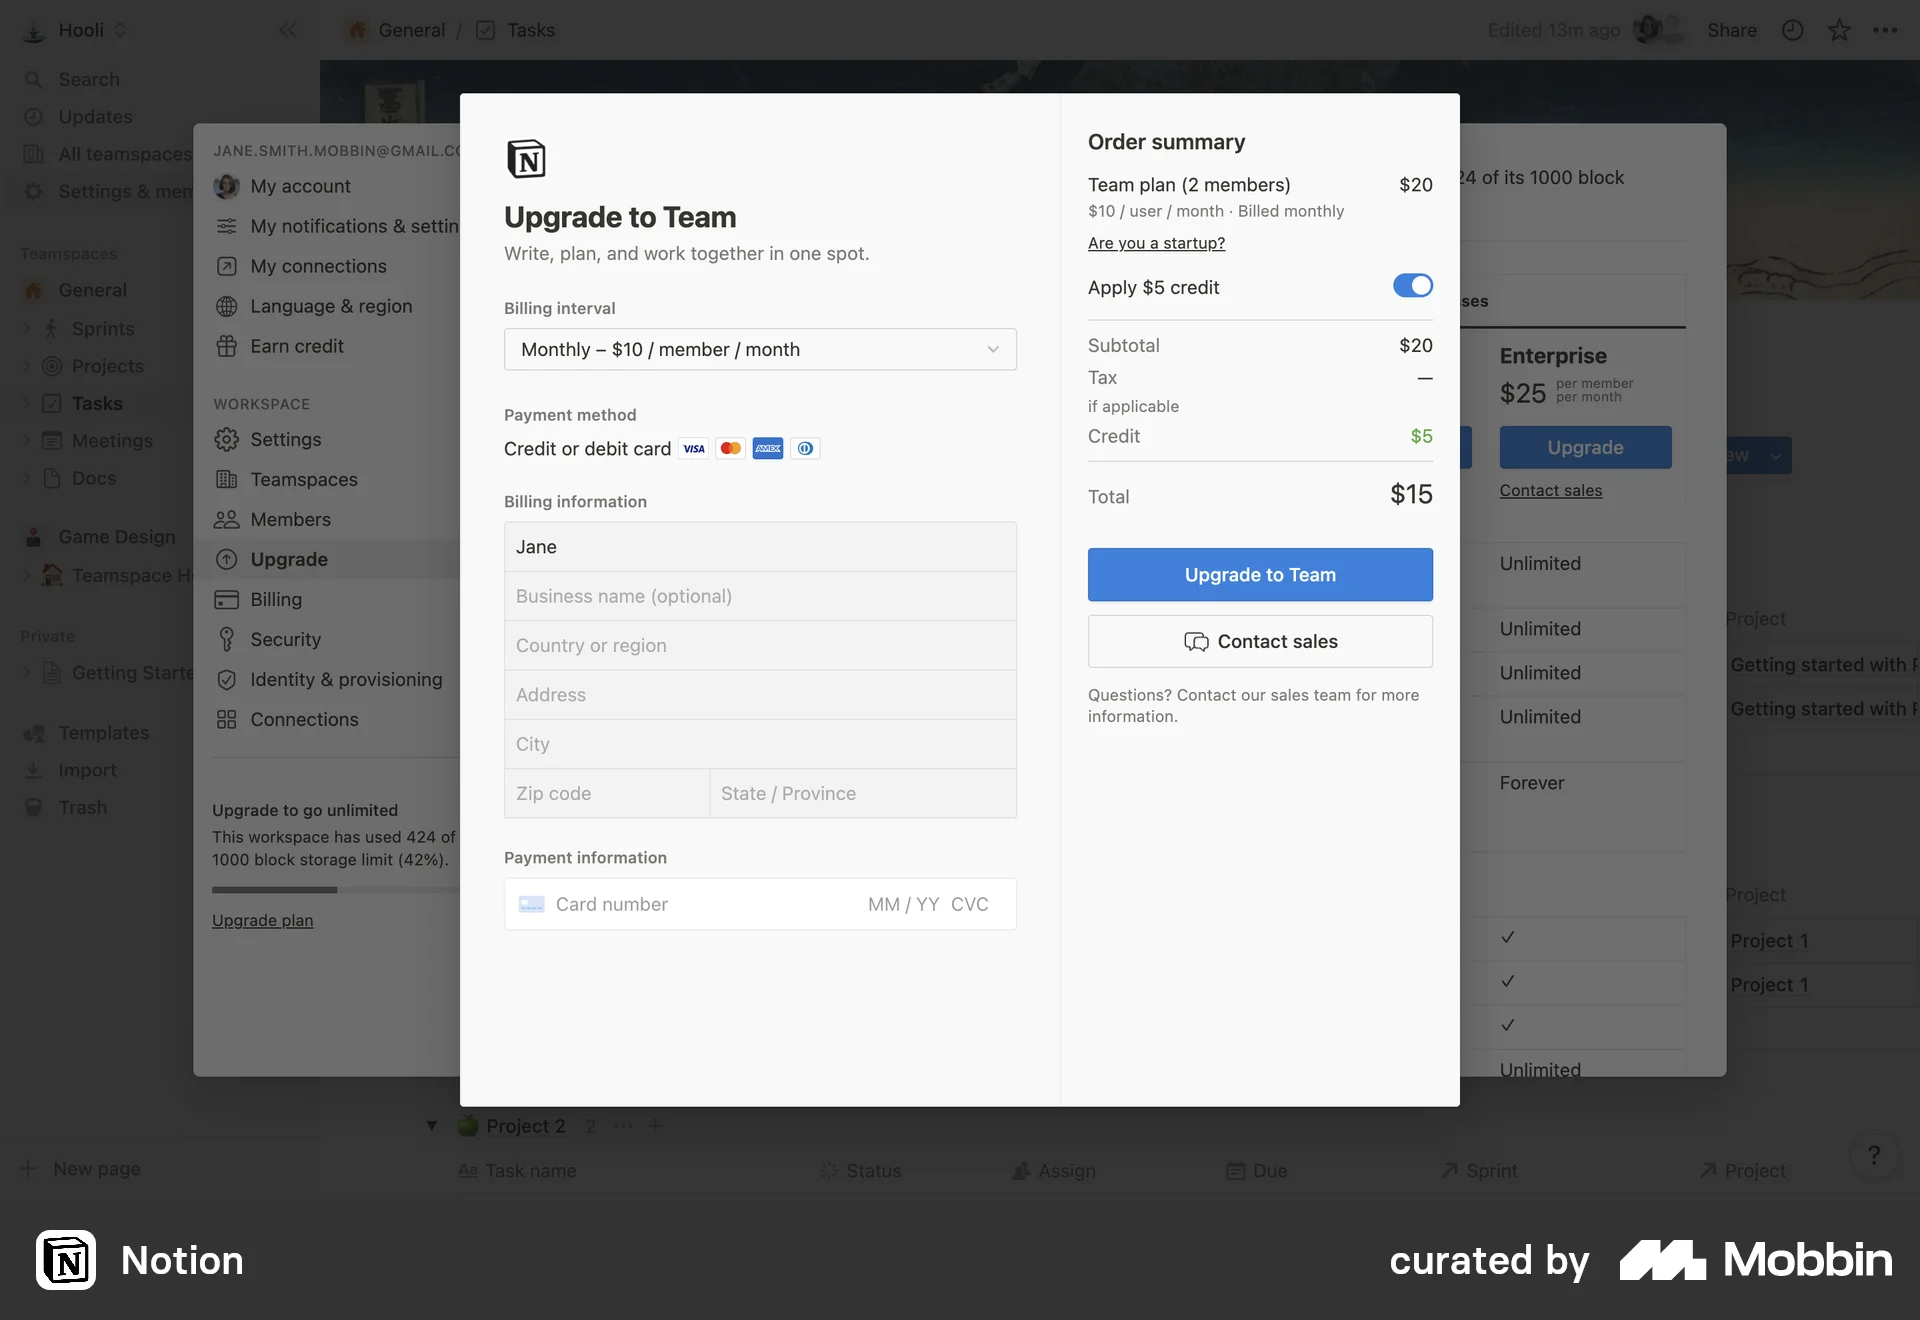 Hooli
General / Tasks
Edited 13m ago
Share
Search
Updates
All teamspaces
Settings & mem
Teamspaces
General
Sprints
Projects
Tasks
Meetings
Docs
Game Design
Teamspace H
Private
Getting Starte
Templates
Import
Trash
New page
JANE.SMITH.MOBBIN@GMAIL.CO
My account
My notifications & settin
My connections
Language & region
Earn credit
WORKSPACE
Settings
Teamspaces
Members
Upgrade
Billing
Security
Identity & provisioning
Connections
Upgrade to go unlimited
This workspace has used 424 of
1000 block storage limit (42%).
Upgrade plan
Upgrade to Team
Write, plan, and work together in one spot.
Billing interval
Monthly – $10 / member / month
Payment method
Credit or debit card VISA AMEX
Billing information
Jane
Business name (optional)
Country or region
Address
City
Zip code State / Province
Payment information
Card number MM / YY CVC
Order summary
Team plan (2 members) $20
$10 / user / month · Billed monthly
Are you a startup?
Apply $5 credit
Subtotal $20
Tax —
if applicable
Credit $5
Total $15
Upgrade to Team
Contact sales
Questions? Contact our sales team for more
information.
24 of its 1000 block
ses
Enterprise
$25 per member
per month
Upgrade
Contact sales
Unlimited
Unlimited
Unlimited
Unlimited
Forever
Unlimited
ew
Project
Getting started with P
Getting started with P
Project
Project 1
Project 1
Project 2 2
Aa Task name Status Assign Due Sprint Project
?
Notion
curated by Mobbin